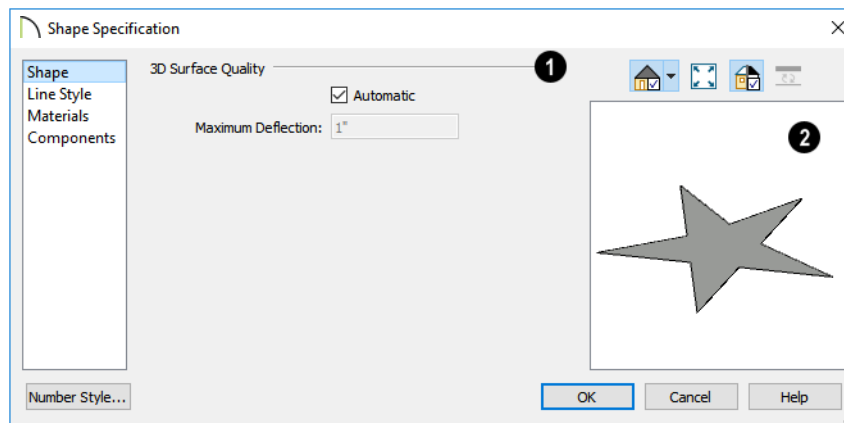 Shape Specification
Shape
Line Style
Materials
Components
3D Surface Quality
1
Automatic
Maximum Deflection: 1"
2
Number Style...
OK
Cancel
Help